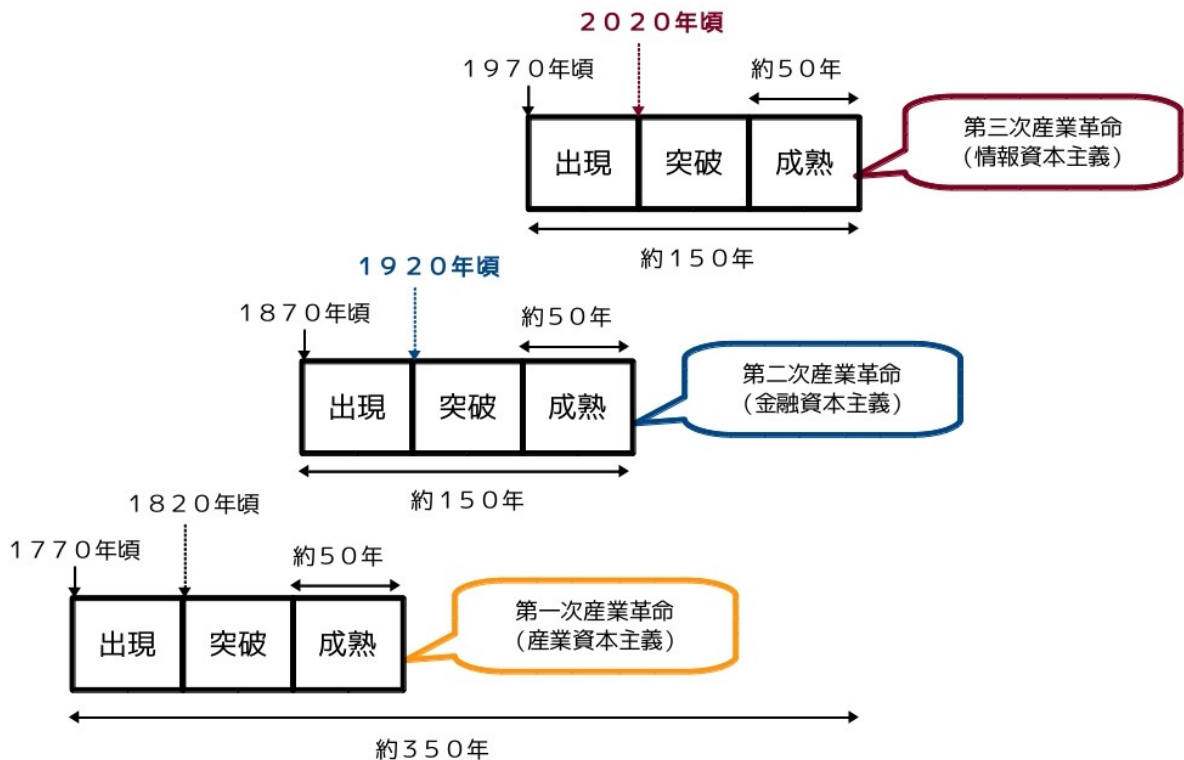 ２０２０年頃
１９７０年頃
約５０年
出現
突破
成熟
第三次産業革命
（情報資本主義）
約１５０年
１９２０年頃
１８７０年頃
約５０年
出現
突破
成熟
第二次産業革命
（金融資本主義）
約１５０年
１８２０年頃
１７７０年頃
約５０年
出現
突破
成熟
第一次産業革命
（産業資本主義）
約３５０年